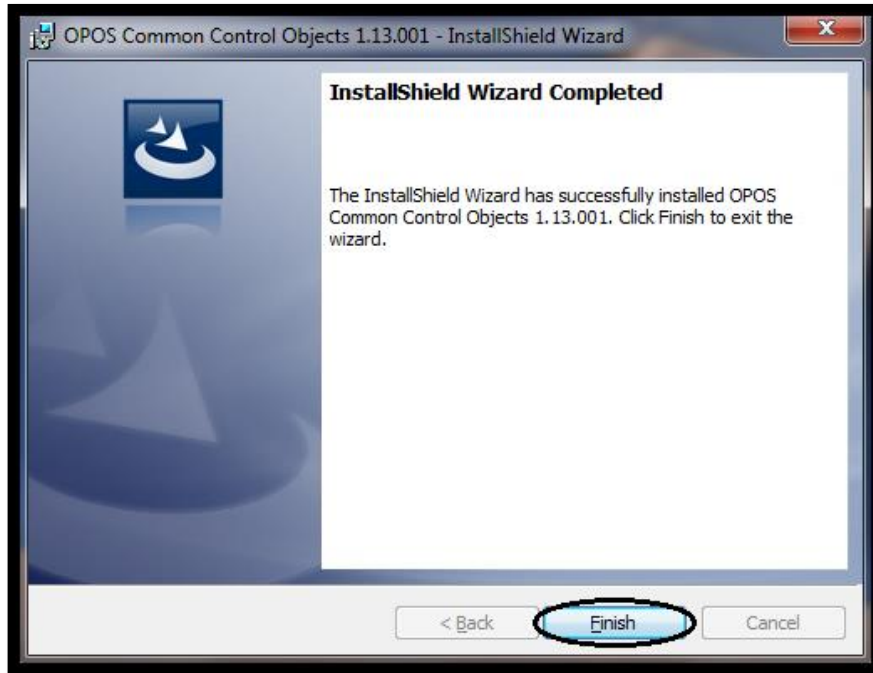 OPOS Common Control Objects 1.13.001 - InstallShield Wizard
InstallShield Wizard Completed
The InstallShield Wizard has successfully installed OPOS
Common Control Objects 1.13.001. Click Finish to exit the
wizard.
< Back Finish Cancel